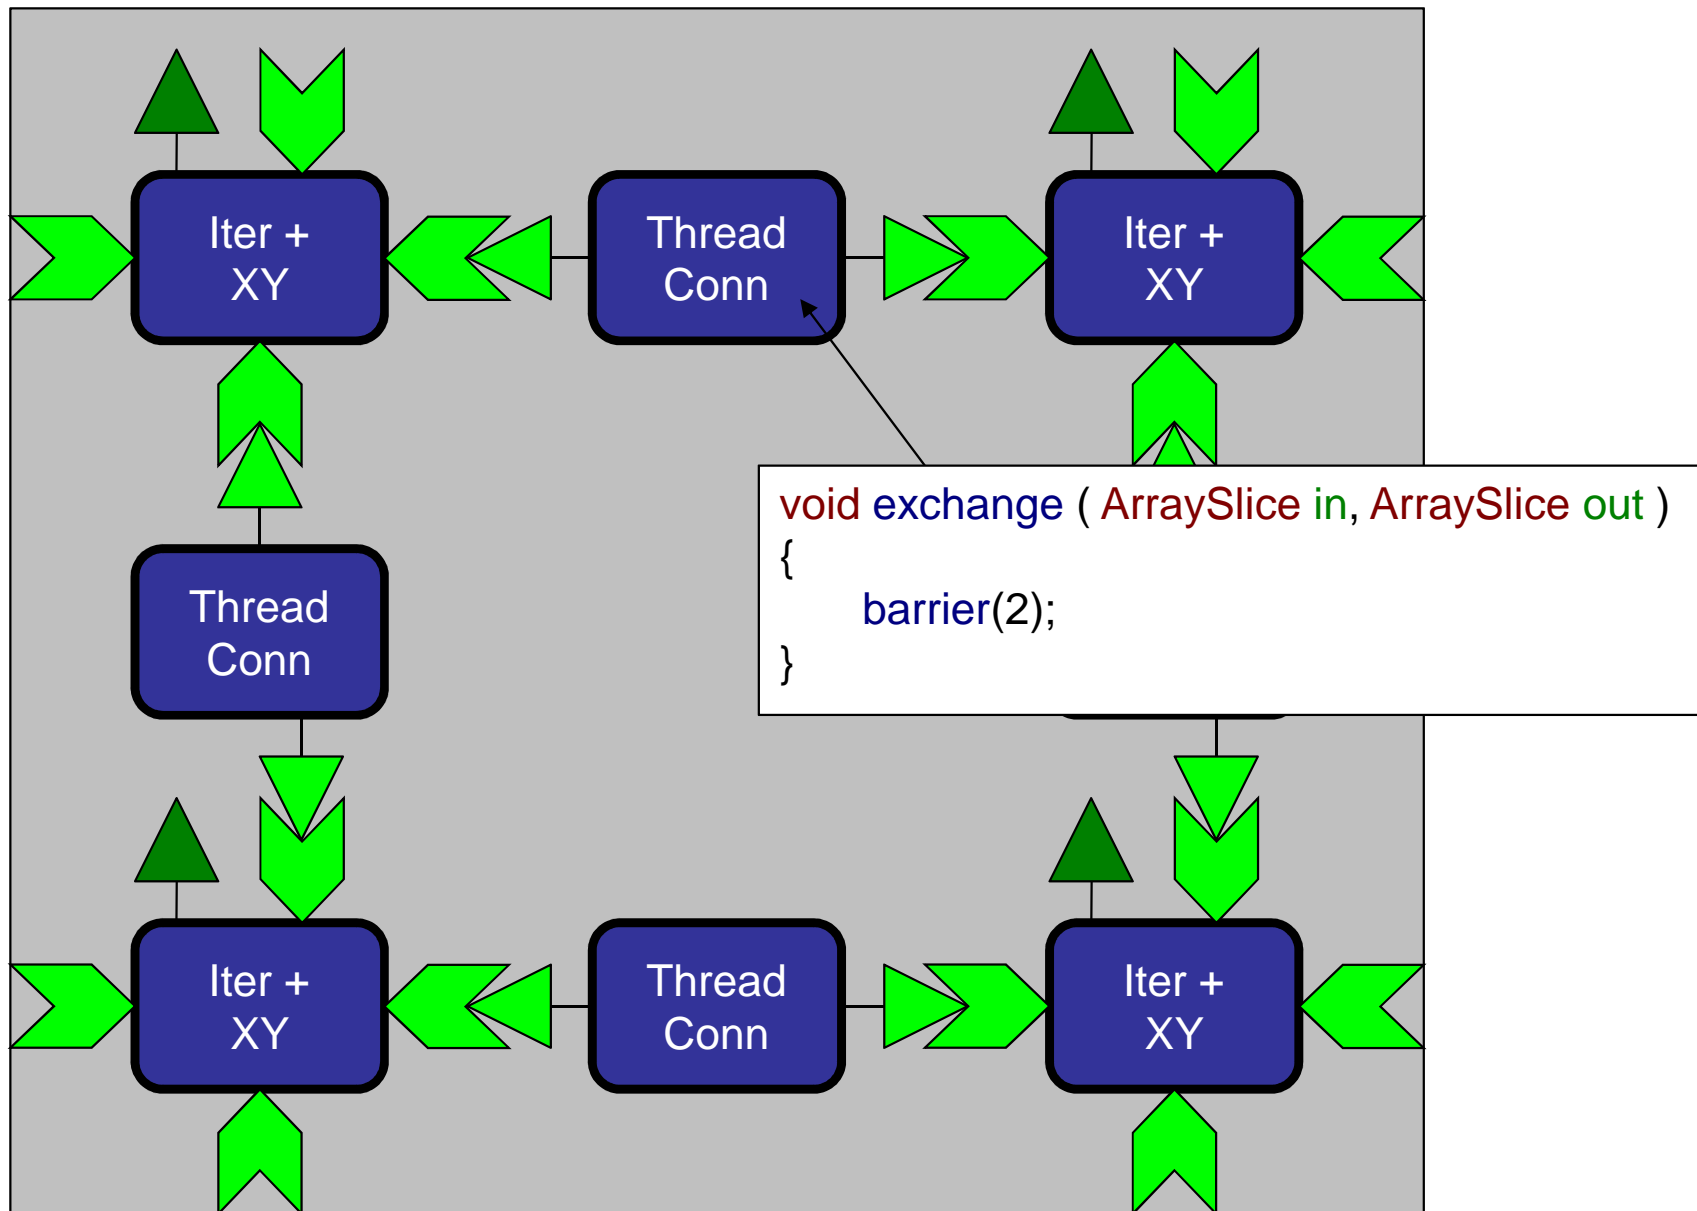 Iter +
XY
Thread
Conn
Iter +
XY
void exchange ( ArraySlice in, ArraySlice out )
{
barrier(2);
}
Thread
Conn
Iter +
XY
Thread
Conn
Iter +
XY